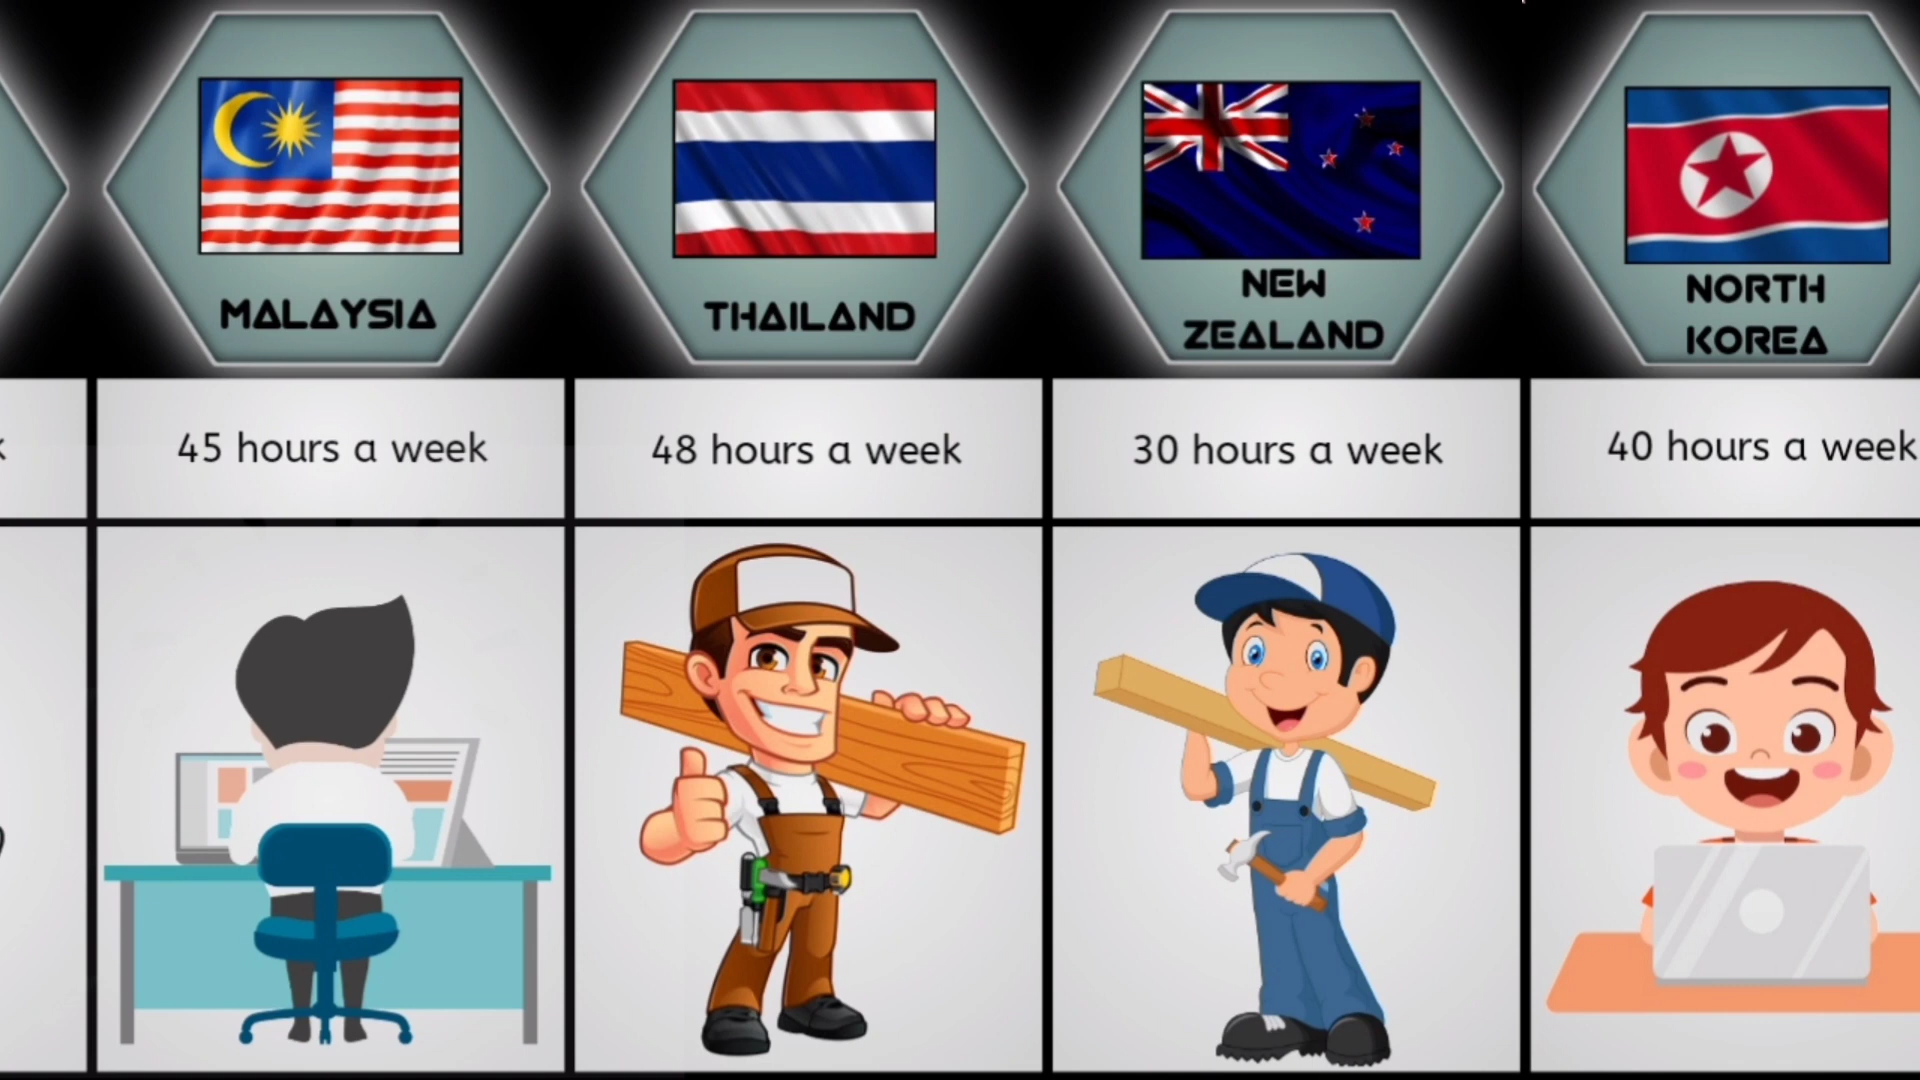 MALAYSIA
THAILAND
NEW
ZEALAND
NORTH
KOREA
45 hours a week
48 hours a week
30 hours a week
40 hours a week